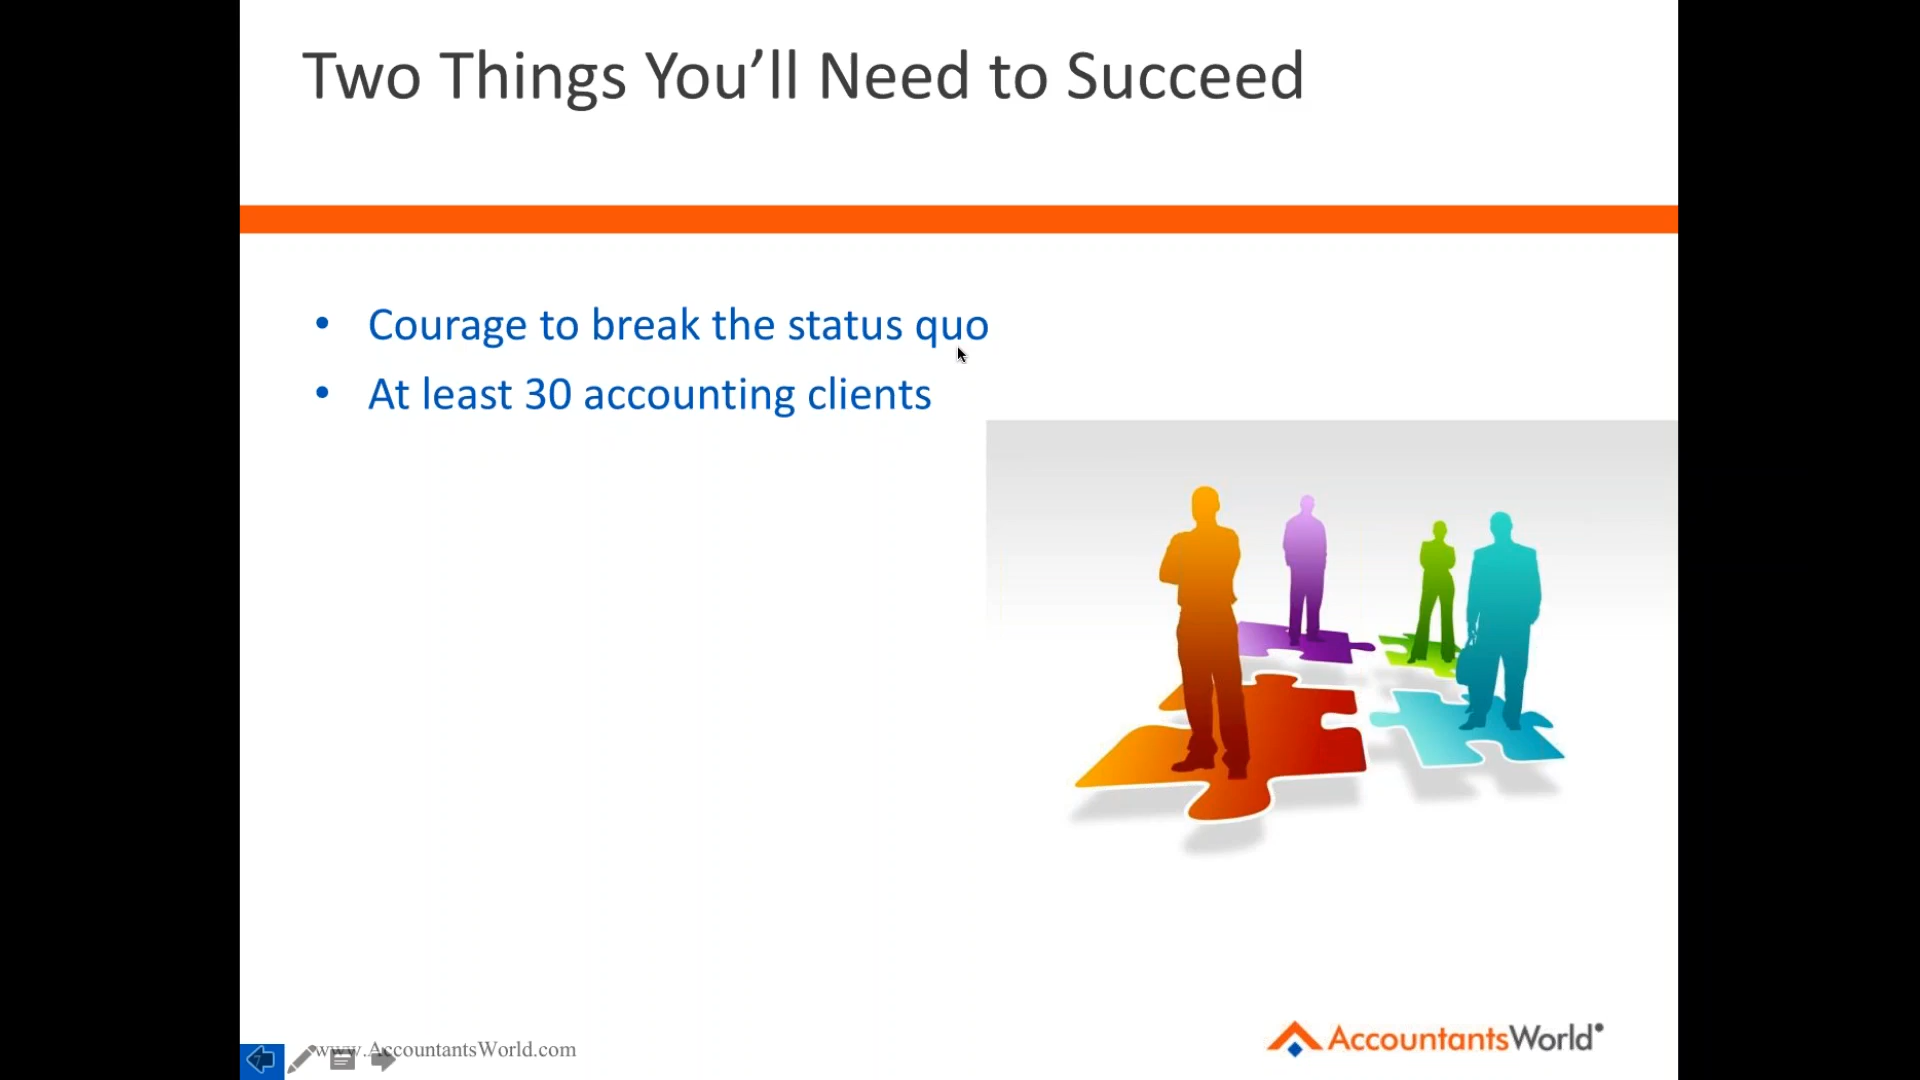 Two Things You’ll Need to Succeed
• Courage to break the status quo
• At least 30 accounting clients
www.AccountantsWorld.com
AccountantsWorld